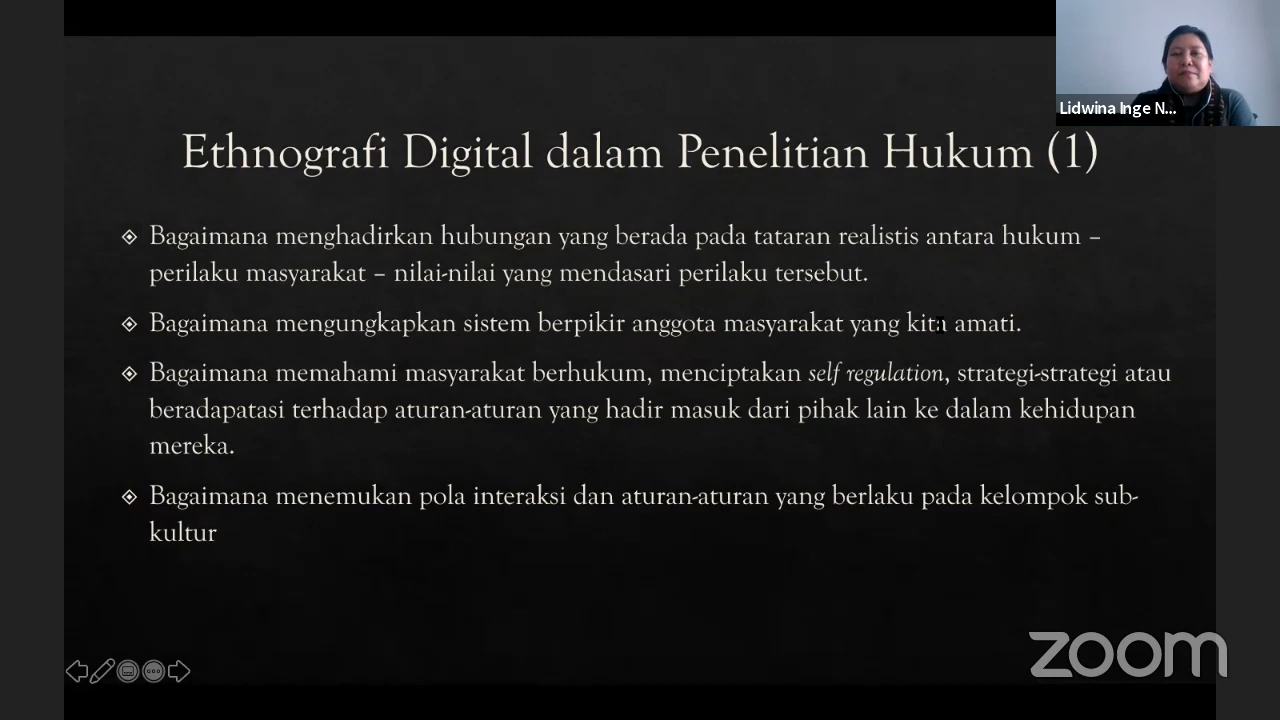 Lidwina Inge N...
Ethnografi Digital dalam Penelitian Hukum (1)
Bagaimana menghadirkan hubungan yang berada pada tataran realistis antara hukum –
perilaku masyarakat – nilai-nilai yang mendasari perilaku tersebut.
Bagaimana mengungkapkan sistem berpikir anggota masyarakat yang kita amati.
Bagaimana memahami masyarakat berhukum, menciptakan self regulation, strategi-strategi atau
beradapatasi terhadap aturan-aturan yang hadir masuk dari pihak lain ke dalam kehidupan
mereka.
Bagaimana menemukan pola interaksi dan aturan-aturan yang berlaku pada kelompok sub-
kultur
zoom